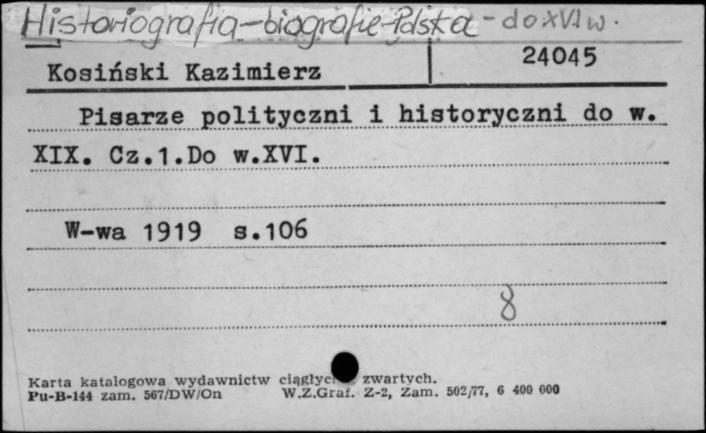 Historiografia-biografie-Polska - do XVI w.
Kosiński Kazimierz
24045
Pisarze polityczni i historyczni do w.
XIX. Cz.1.Do w.XVI.
W-wa 1919 s.106
8
Karta katalogowa wydawnictw zwartych.
Pu-B-144 zam. 567/DW/On W.Z.Graf. Z-2, Zam. 502/77, 6 400 000